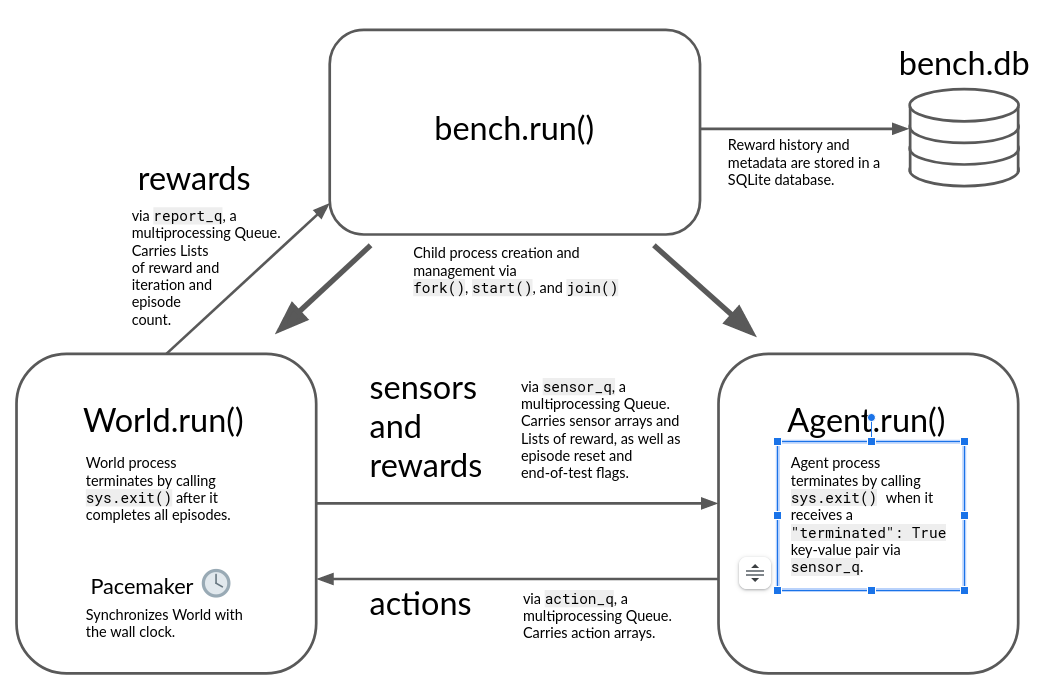 bench.db
bench.run()
Reward history and
metadata are stored in a
SQLite database.
rewards
via report_q, a
multiprocessing Queue.
Carries Lists
of reward and
iteration and
episode
count.
Child process creation and
management via
fork(), start(), and join()
World.run()
World process
terminates by calling
sys.exit() after it
completes all episodes.
Pacemaker
Synchronizes World with
the wall clock.
sensors
and
rewards
via sensor_q, a
multiprocessing Queue.
Carries sensor arrays and
Lists of reward, as well as
episode reset and
end-of-test flags.
actions
via action_q, a
multiprocessing Queue.
Carries action arrays.
Agent.run()
Agent process
terminates by calling
sys.exit() when it
receives a
"terminated": True
key-value pair via
sensor_q.